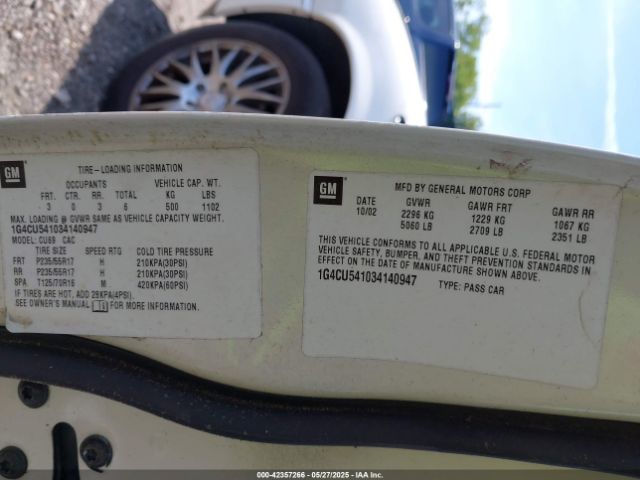 GM
TIRE-LOADING INFORMATION
OCCUPANTS VEHICLE CAP. WT.
FRT. CTR. RR. TOTAL KG LBS
3 0 3 6 500 1102
MAX. LOADING @ GVWR SAME AS VEHICLE CAPACITY WEIGHT.
1G4CU541034140947
MODEL: CU69 CAC
TIRE SIZE SPEED RTG COLD TIRE PRESSURE
FRT P235/55R17 H 210KPA(30PSI)
RR P235/55R17 H 210KPA(30PSI)
SPA T125/70R16 M 420KPA(60PSI)
IF TIRES ARE HOT, ADD 28KPA(4PSI)
SEE OWNER'S MANUAL FOR MORE INFORMATION.
GM
MFD BY GENERAL MOTORS CORP
DATE GVWR GAWR FRT GAWR RR
10/02 2296 KG 1229 KG 1067 KG
5060 LB 2709 LB 2351 LB
THIS VEHICLE CONFORMS TO ALL APPLICABLE U.S. FEDERAL MOTOR
VEHICLE SAFETY, BUMPER, AND THEFT PREVENTION STANDARDS IN
EFFECT ON THE DATE OF MANUFACTURE SHOWN ABOVE.
1G4CU541034140947
TYPE: PASS CAR
000-42357266 - 05/27/2025 - IAAI.COM